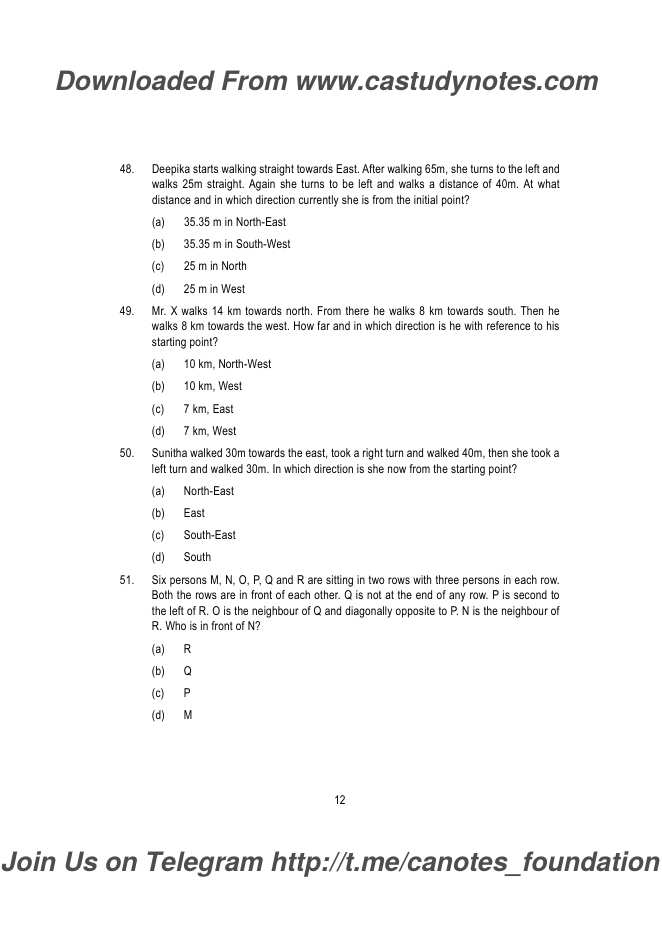 Downloaded From www.castudynotes.com
48. Deepika starts walking straight towards East. After walking 65m, she turns to the left and
walks 25m straight. Again she turns to be left and walks a distance of 40m. At what
distance and in which direction currently she is from the initial point?
(a) 35.35 m in North-East
(b) 35.35 m in South-West
(c) 25 m in North
(d) 25 m in West
49. Mr. X walks 14 km towards north. From there he walks 8 km towards south. Then he
walks 8 km towards the west. How far and in which direction is he with reference to his
starting point?
(a) 10 km, North-West
(b) 10 km, West
(c) 7 km, East
(d) 7 km, West
50. Sunitha walked 30m towards the east, took a right turn and walked 40m, then she took a
left turn and walked 30m. In which direction is she now from the starting point?
(a) North-East
(b) East
(c) South-East
(d) South
51. Six persons M, N, O, P, Q and R are sitting in two rows with three persons in each row.
Both the rows are in front of each other. Q is not at the end of any row. P is second to
the left of R. O is the neighbour of Q and diagonally opposite to P. N is the neighbour of
R. Who is in front of N?
(a) R
(b) Q
(c) P
(d) M
12
Join Us on Telegram http://t.me/canotes_foundation